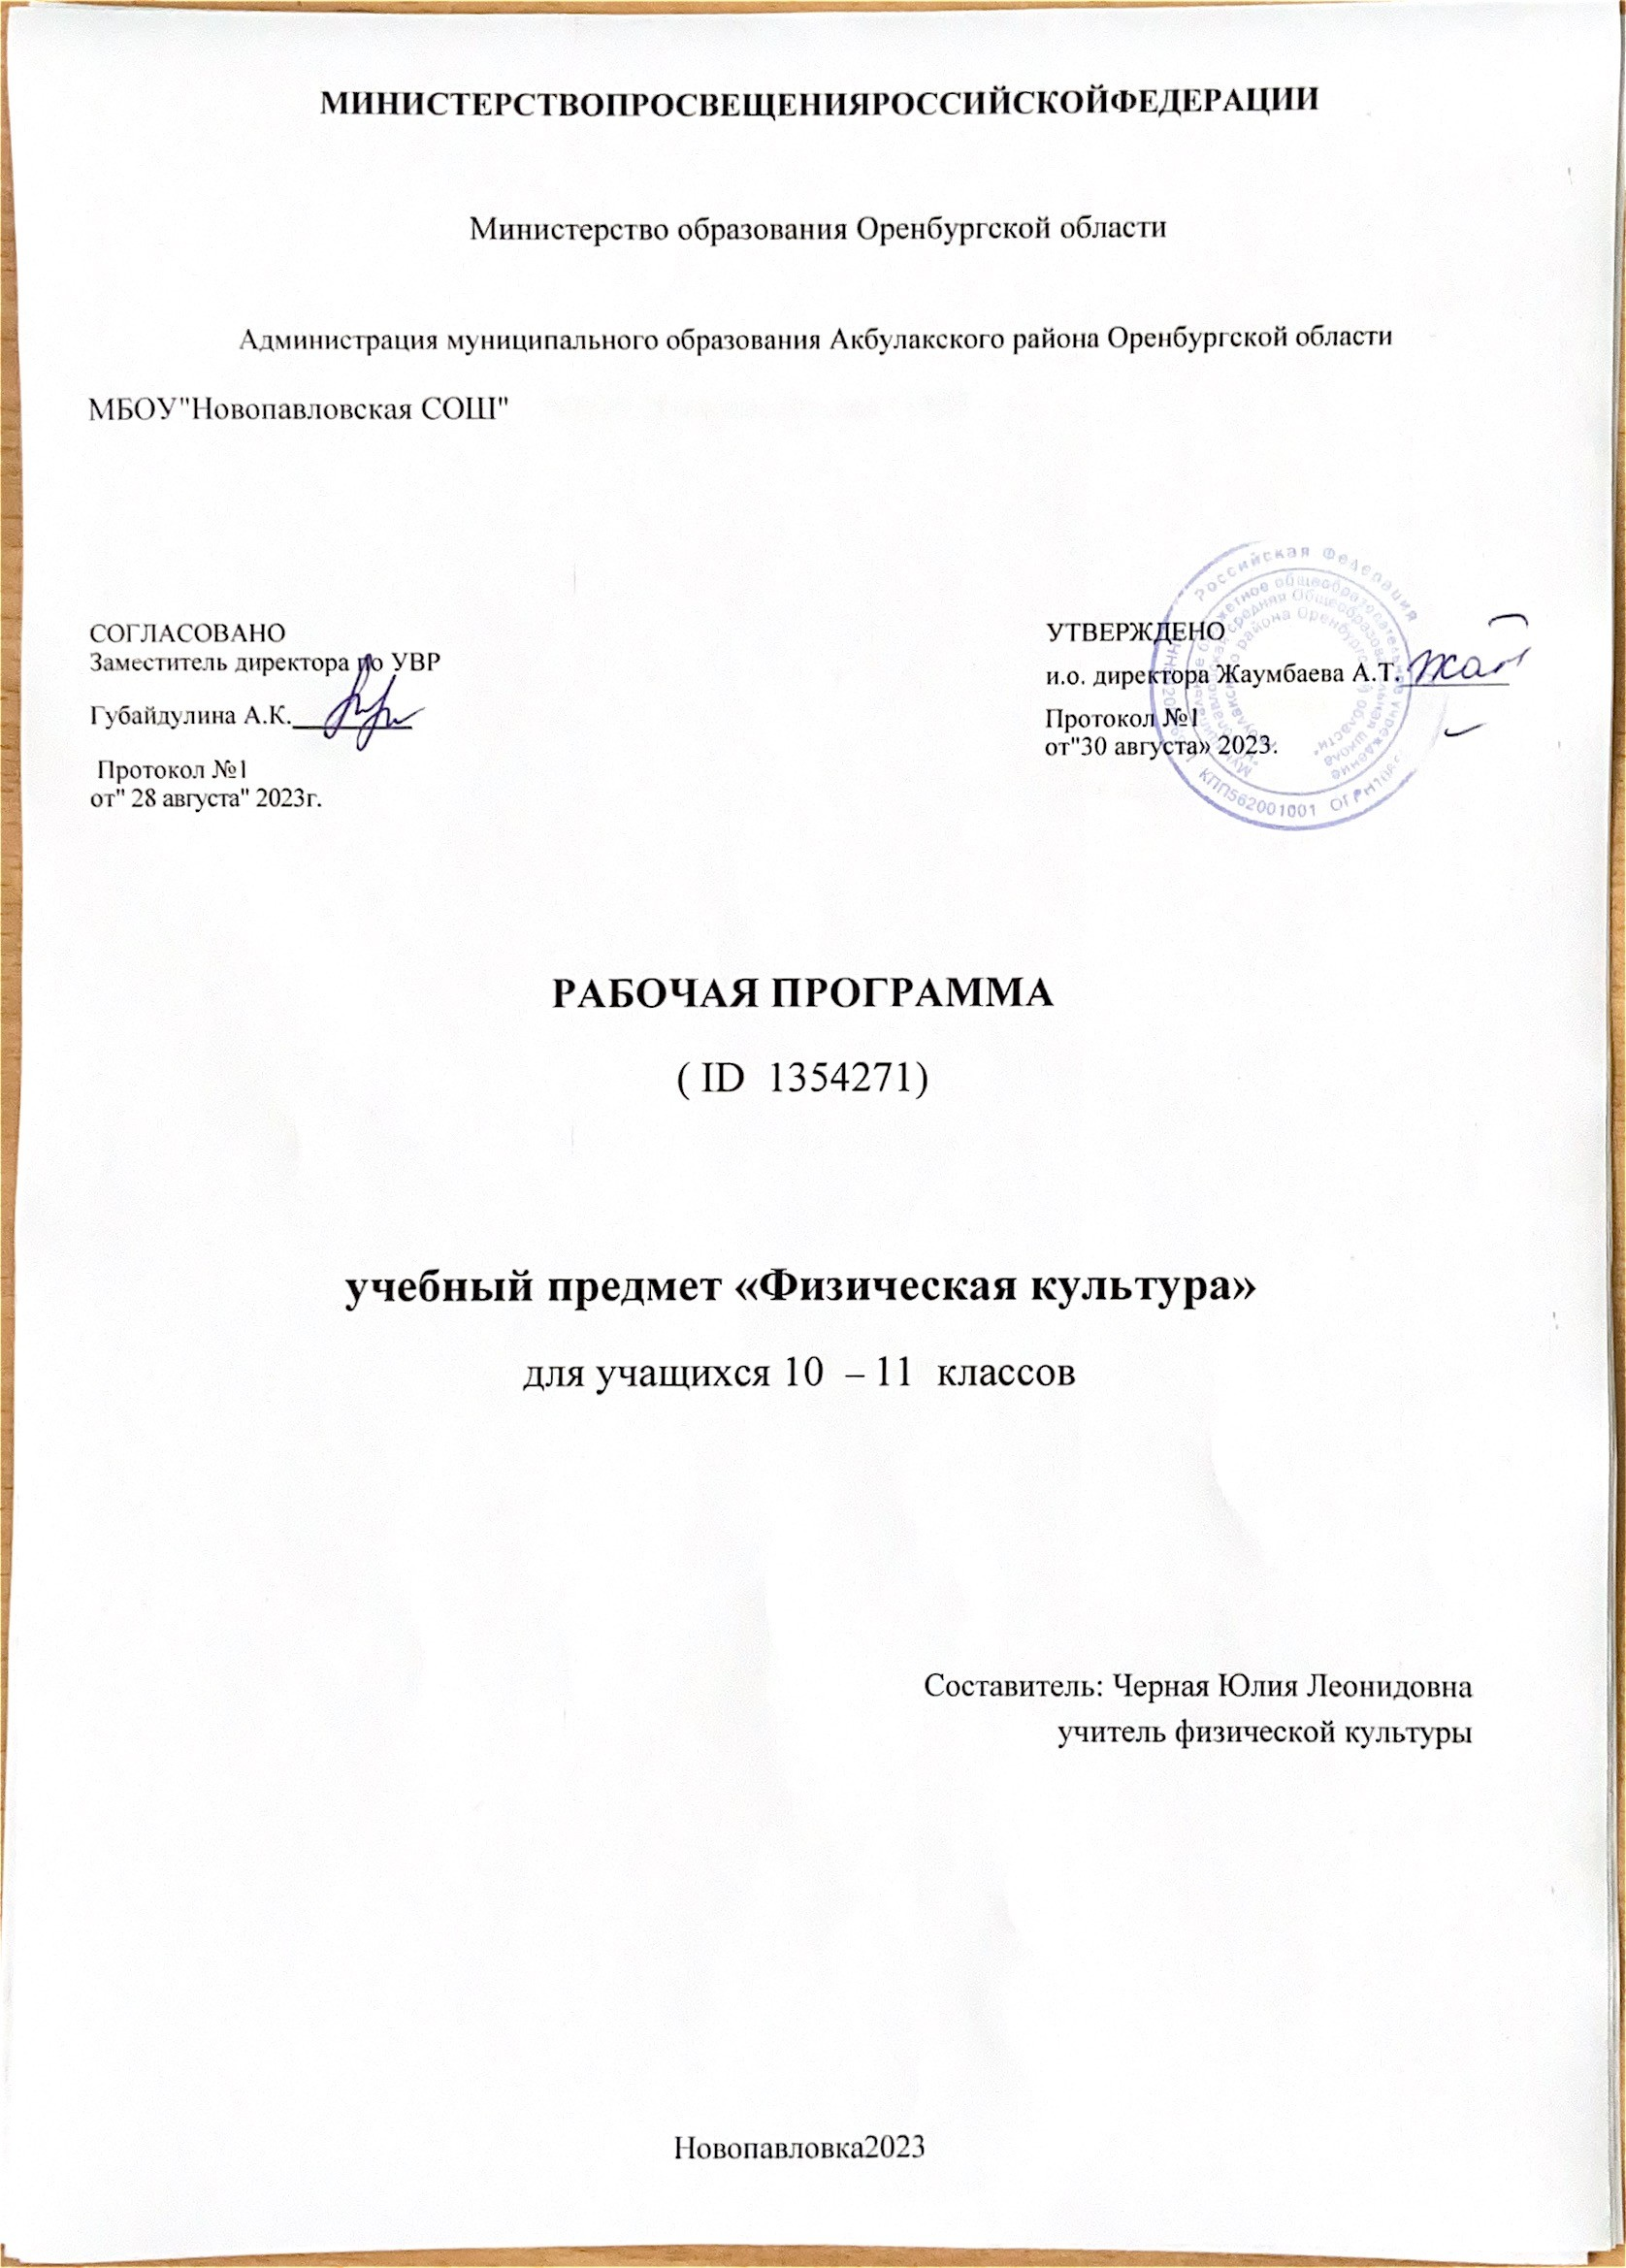 МИНИСТЕРСТВОПРОСВЕЩЕНИЯРОССИЙСКОЙФЕДЕРАЦИИ
Министерство образования Оренбургской области
Администрация муниципального образования Акбулакского района Оренбургской области
МБОУ"Новопавловская СОШ"
СОГЛАСОВАНО
Заместитель директора по УВР
Губайдулина А.К.
Протокол №1
от" 28 августа" 2023г.
УТВЕРЖДЕНО
и.о. директора Жаумбаева А.Т.
Протокол №1
от"30 августа» 2023.
Российская Федерация
КПП562001001 ОГРН
РАБОЧАЯ ПРОГРАММА
( ID 1354271)
учебный предмет «Физическая культура»
для учащихся 10 – 11 классов
Составитель: Черная Юлия Леонидовна
учитель физической культуры
Новопавловка2023